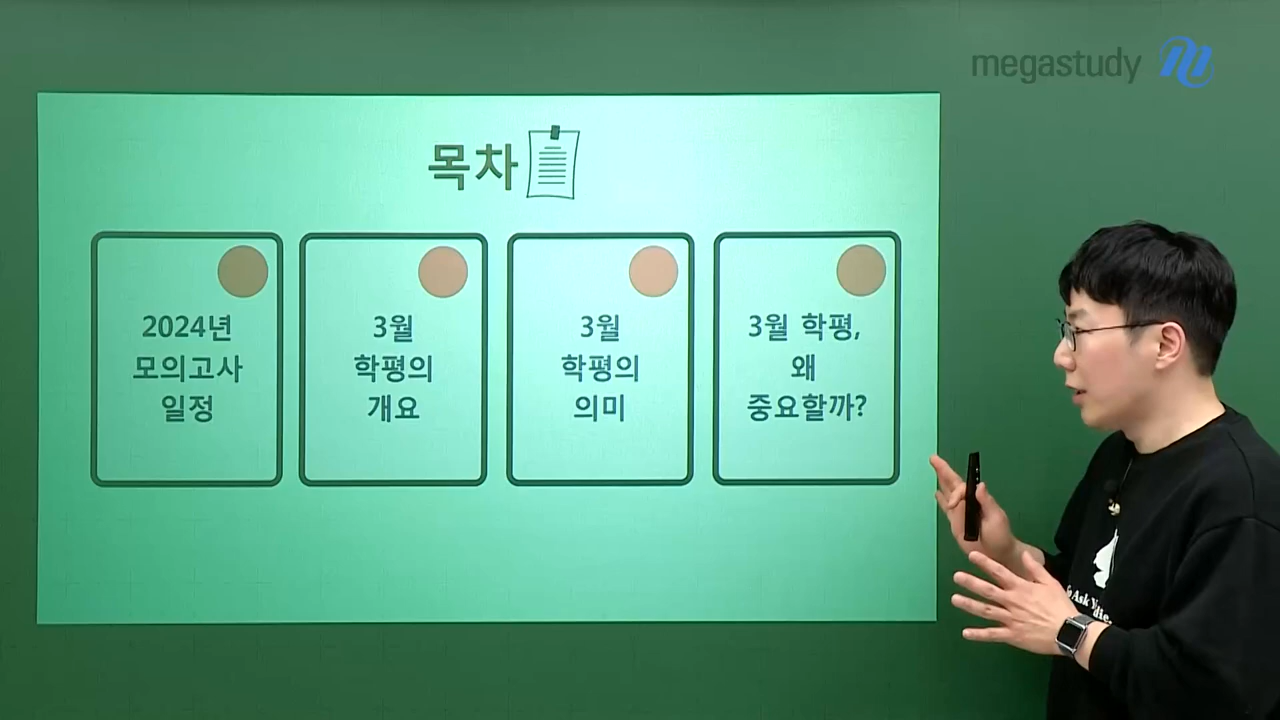 megastudy
목차
2024년
모의고사
일정
3월
학평의
개요
3월
학평의
의미
3월 학평,
왜
중요할까?
Ask